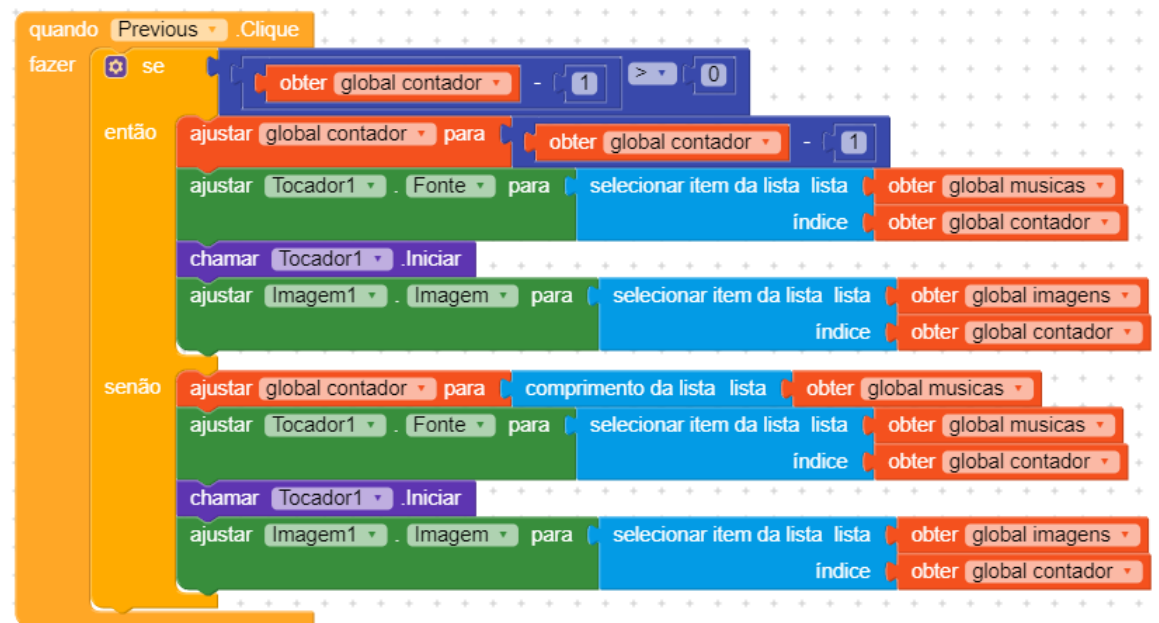 quando Previous .Clique
fazer se obter global contador - 1 > 0
então ajustar global contador para obter global contador - 1
ajustar Tocador1 . Fonte para selecionar item da lista lista obter global musicas
índice obter global contador
chamar Tocador1 .Iniciar
ajustar Imagem1 . Imagem para selecionar item da lista lista obter global imagens
índice obter global contador
senão ajustar global contador para comprimento da lista lista obter global musicas
ajustar Tocador1 . Fonte para selecionar item da lista lista obter global musicas
índice obter global contador
chamar Tocador1 .Iniciar
ajustar Imagem1 . Imagem para selecionar item da lista lista obter global imagens
índice obter global contador